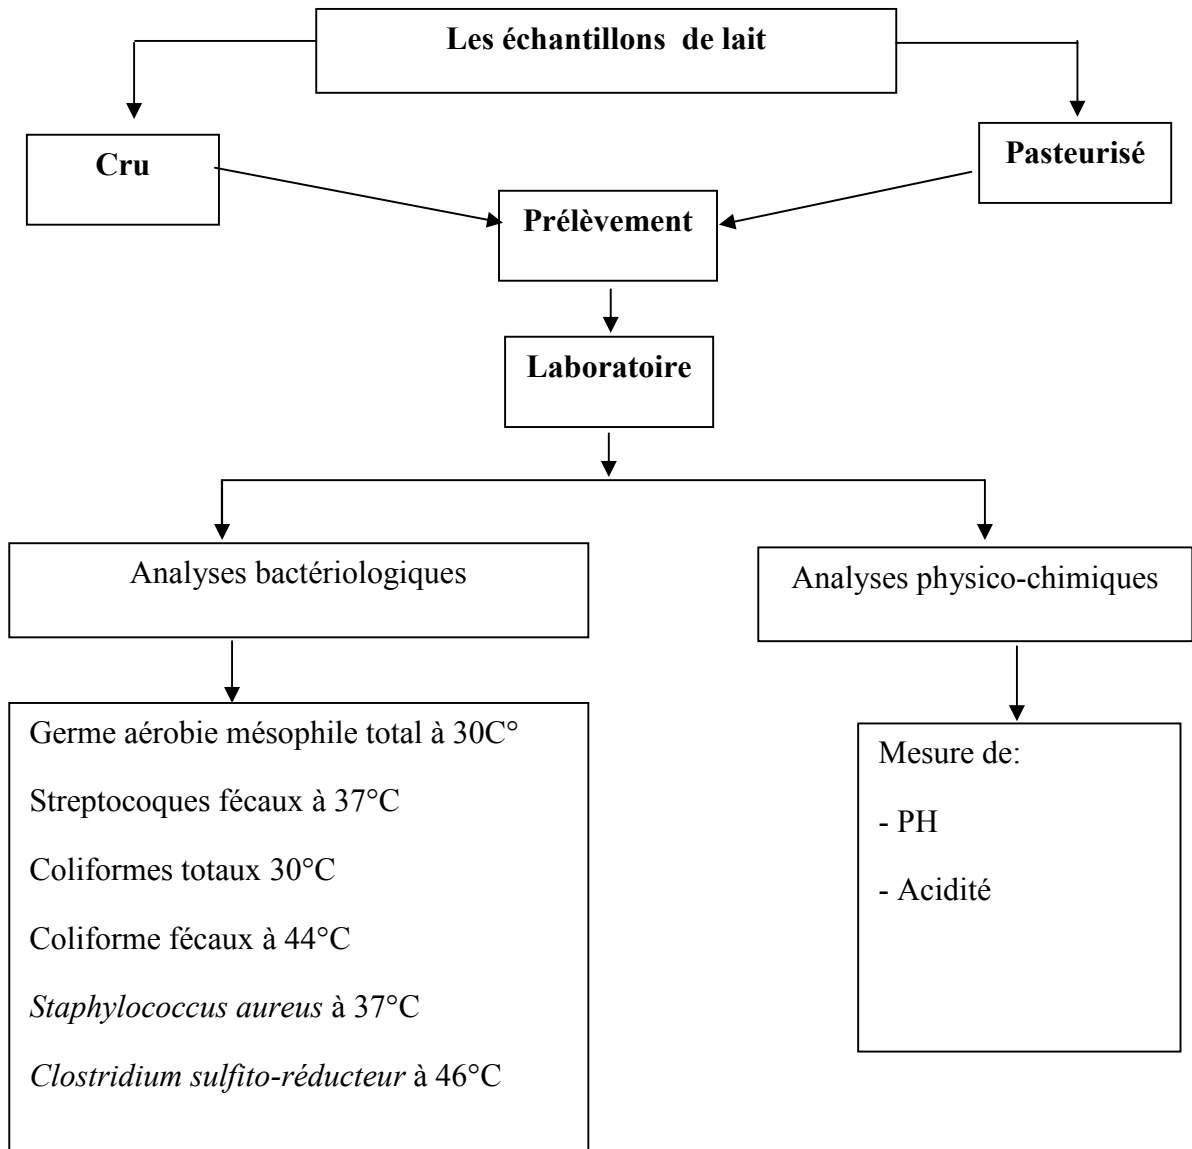 Les échantillons de lait
Cru
Pasteurisé
Prélèvement
Laboratoire
Analyses bactériologiques
Analyses physico-chimiques
Germe aérobie mésophile total à 30C°
Streptocoques fécaux à 37°C
Coliformes totaux 30°C
Coliforme fécaux à 44°C
Staphylococcus aureus à 37°C
Clostridium sulfito-réducteur à 46°C
Mesure de:
- PH
- Acidité